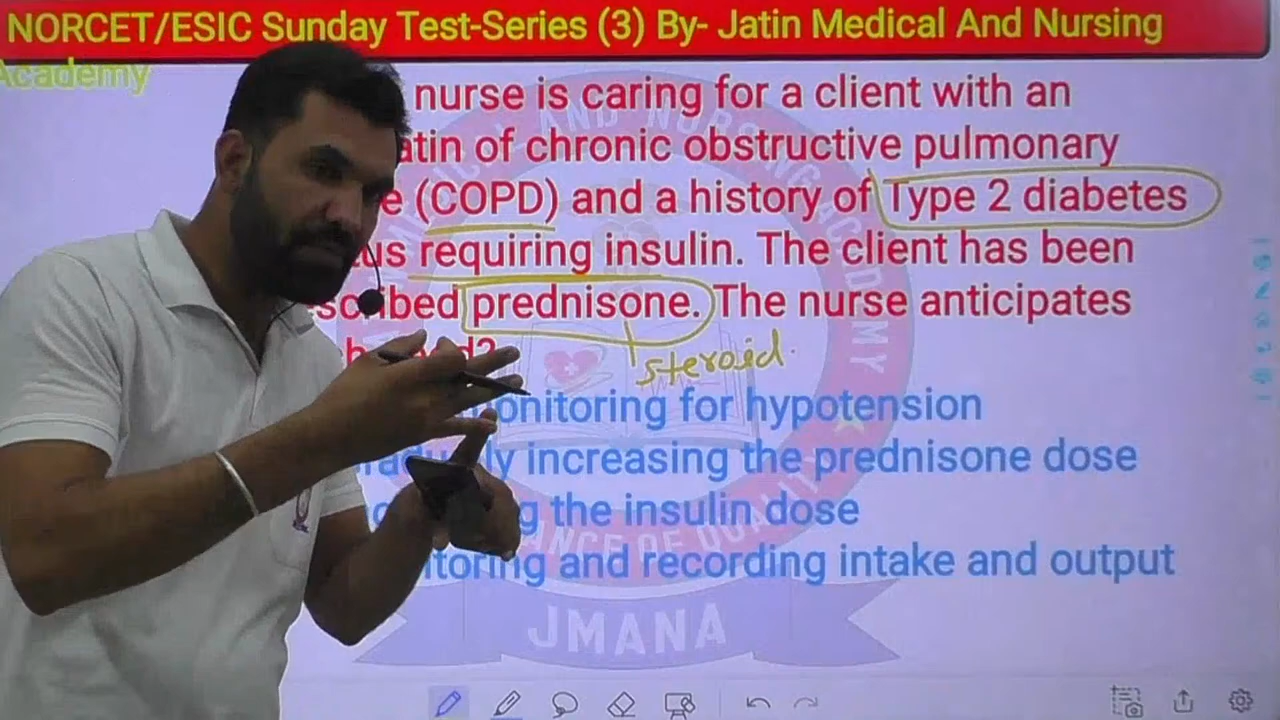 NORCET/ESIC Sunday Test-Series (3) By- Jatin Medical And Nursing
Academy
nurse is caring for a client with an
atin of chronic obstructive pulmonary
e (COPD) and a history of Type 2 diabetes
us requiring insulin. The client has been
scribed prednisone. The nurse anticipates
steroid
onitoring for hypotension
increasing the prednisone dose
g the insulin dose
itoring and recording intake and output
JMANA